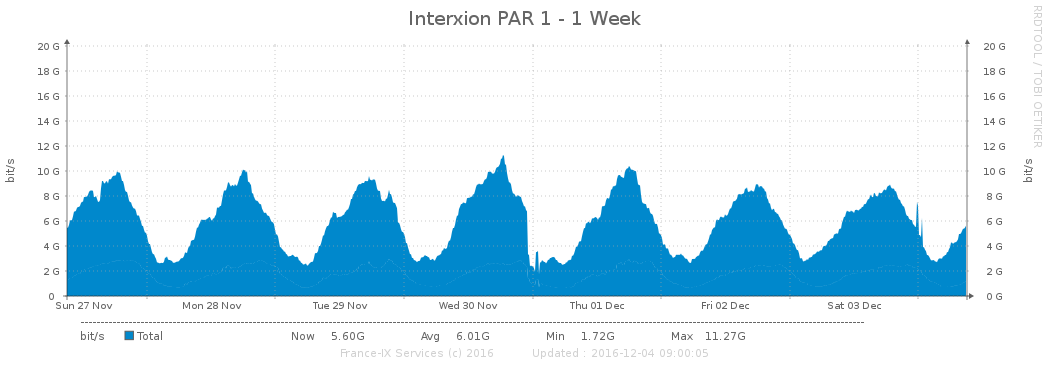 Interxion PAR 1 - 1 Week
RRDTOOL / TOBI OETIKER
20 G 20 G
18 G 18 G
16 G 16 G
14 G 14 G
12 G 12 G
10 G 10 G
8 G 8 G
6 G 6 G
4 G 4 G
2 G 2 G
0 0 G
bit/s
bit/s
Sun 27 Nov Mon 28 Nov Tue 29 Nov Wed 30 Nov Thu 01 Dec Fri 02 Dec Sat 03 Dec
bit/s Total Now 5.60G Avg 6.01G Min 1.72G Max 11.27G
France-IX Services (c) 2016 Updated : 2016-12-04 09:00:05